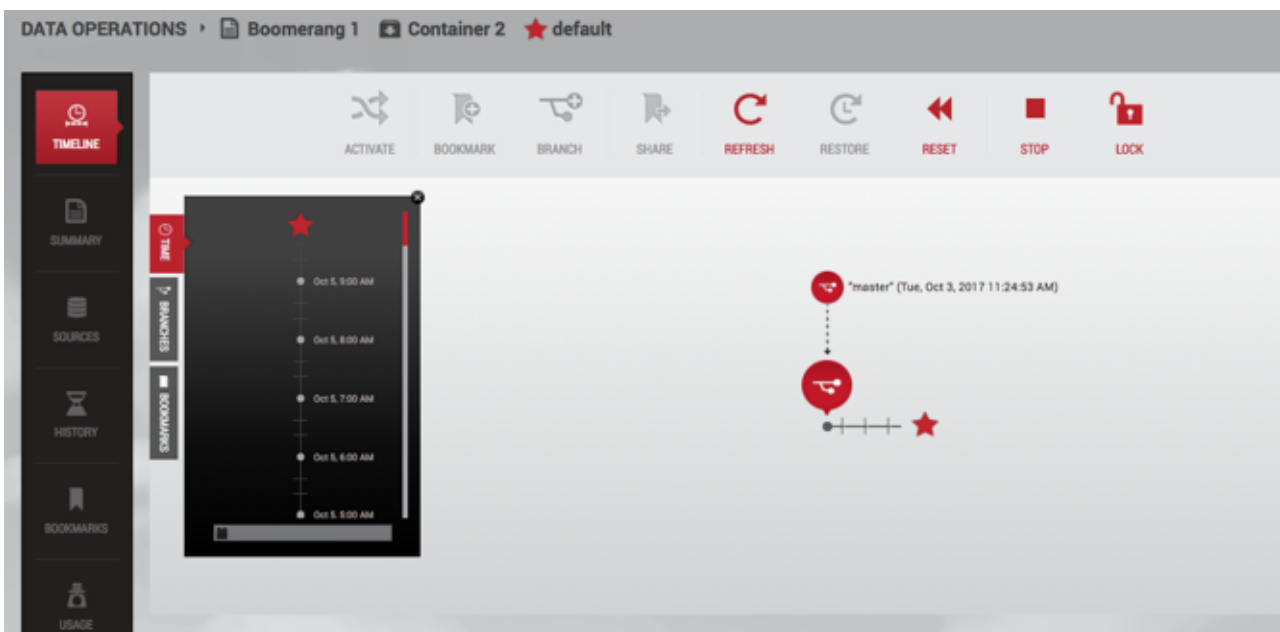 DATA OPERATIONS Boomerang 1 Container 2 default
TIMELINE
SUMMARY
SOURCES
HISTORY
BOOKMARKS
USAGE
ACTIVATE BOOKMARK BRANCH SHARE REFRESH RESTORE RESET STOP LOCK
TIME
BRANCHES
BOOKMARKS
Oct 5, 9:00 AM
Oct 5, 8:00 AM
Oct 5, 7:00 AM
Oct 5, 6:00 AM
Oct 5, 5:00 AM
"master" (Tue, Oct 3, 2017 11:24:53 AM)